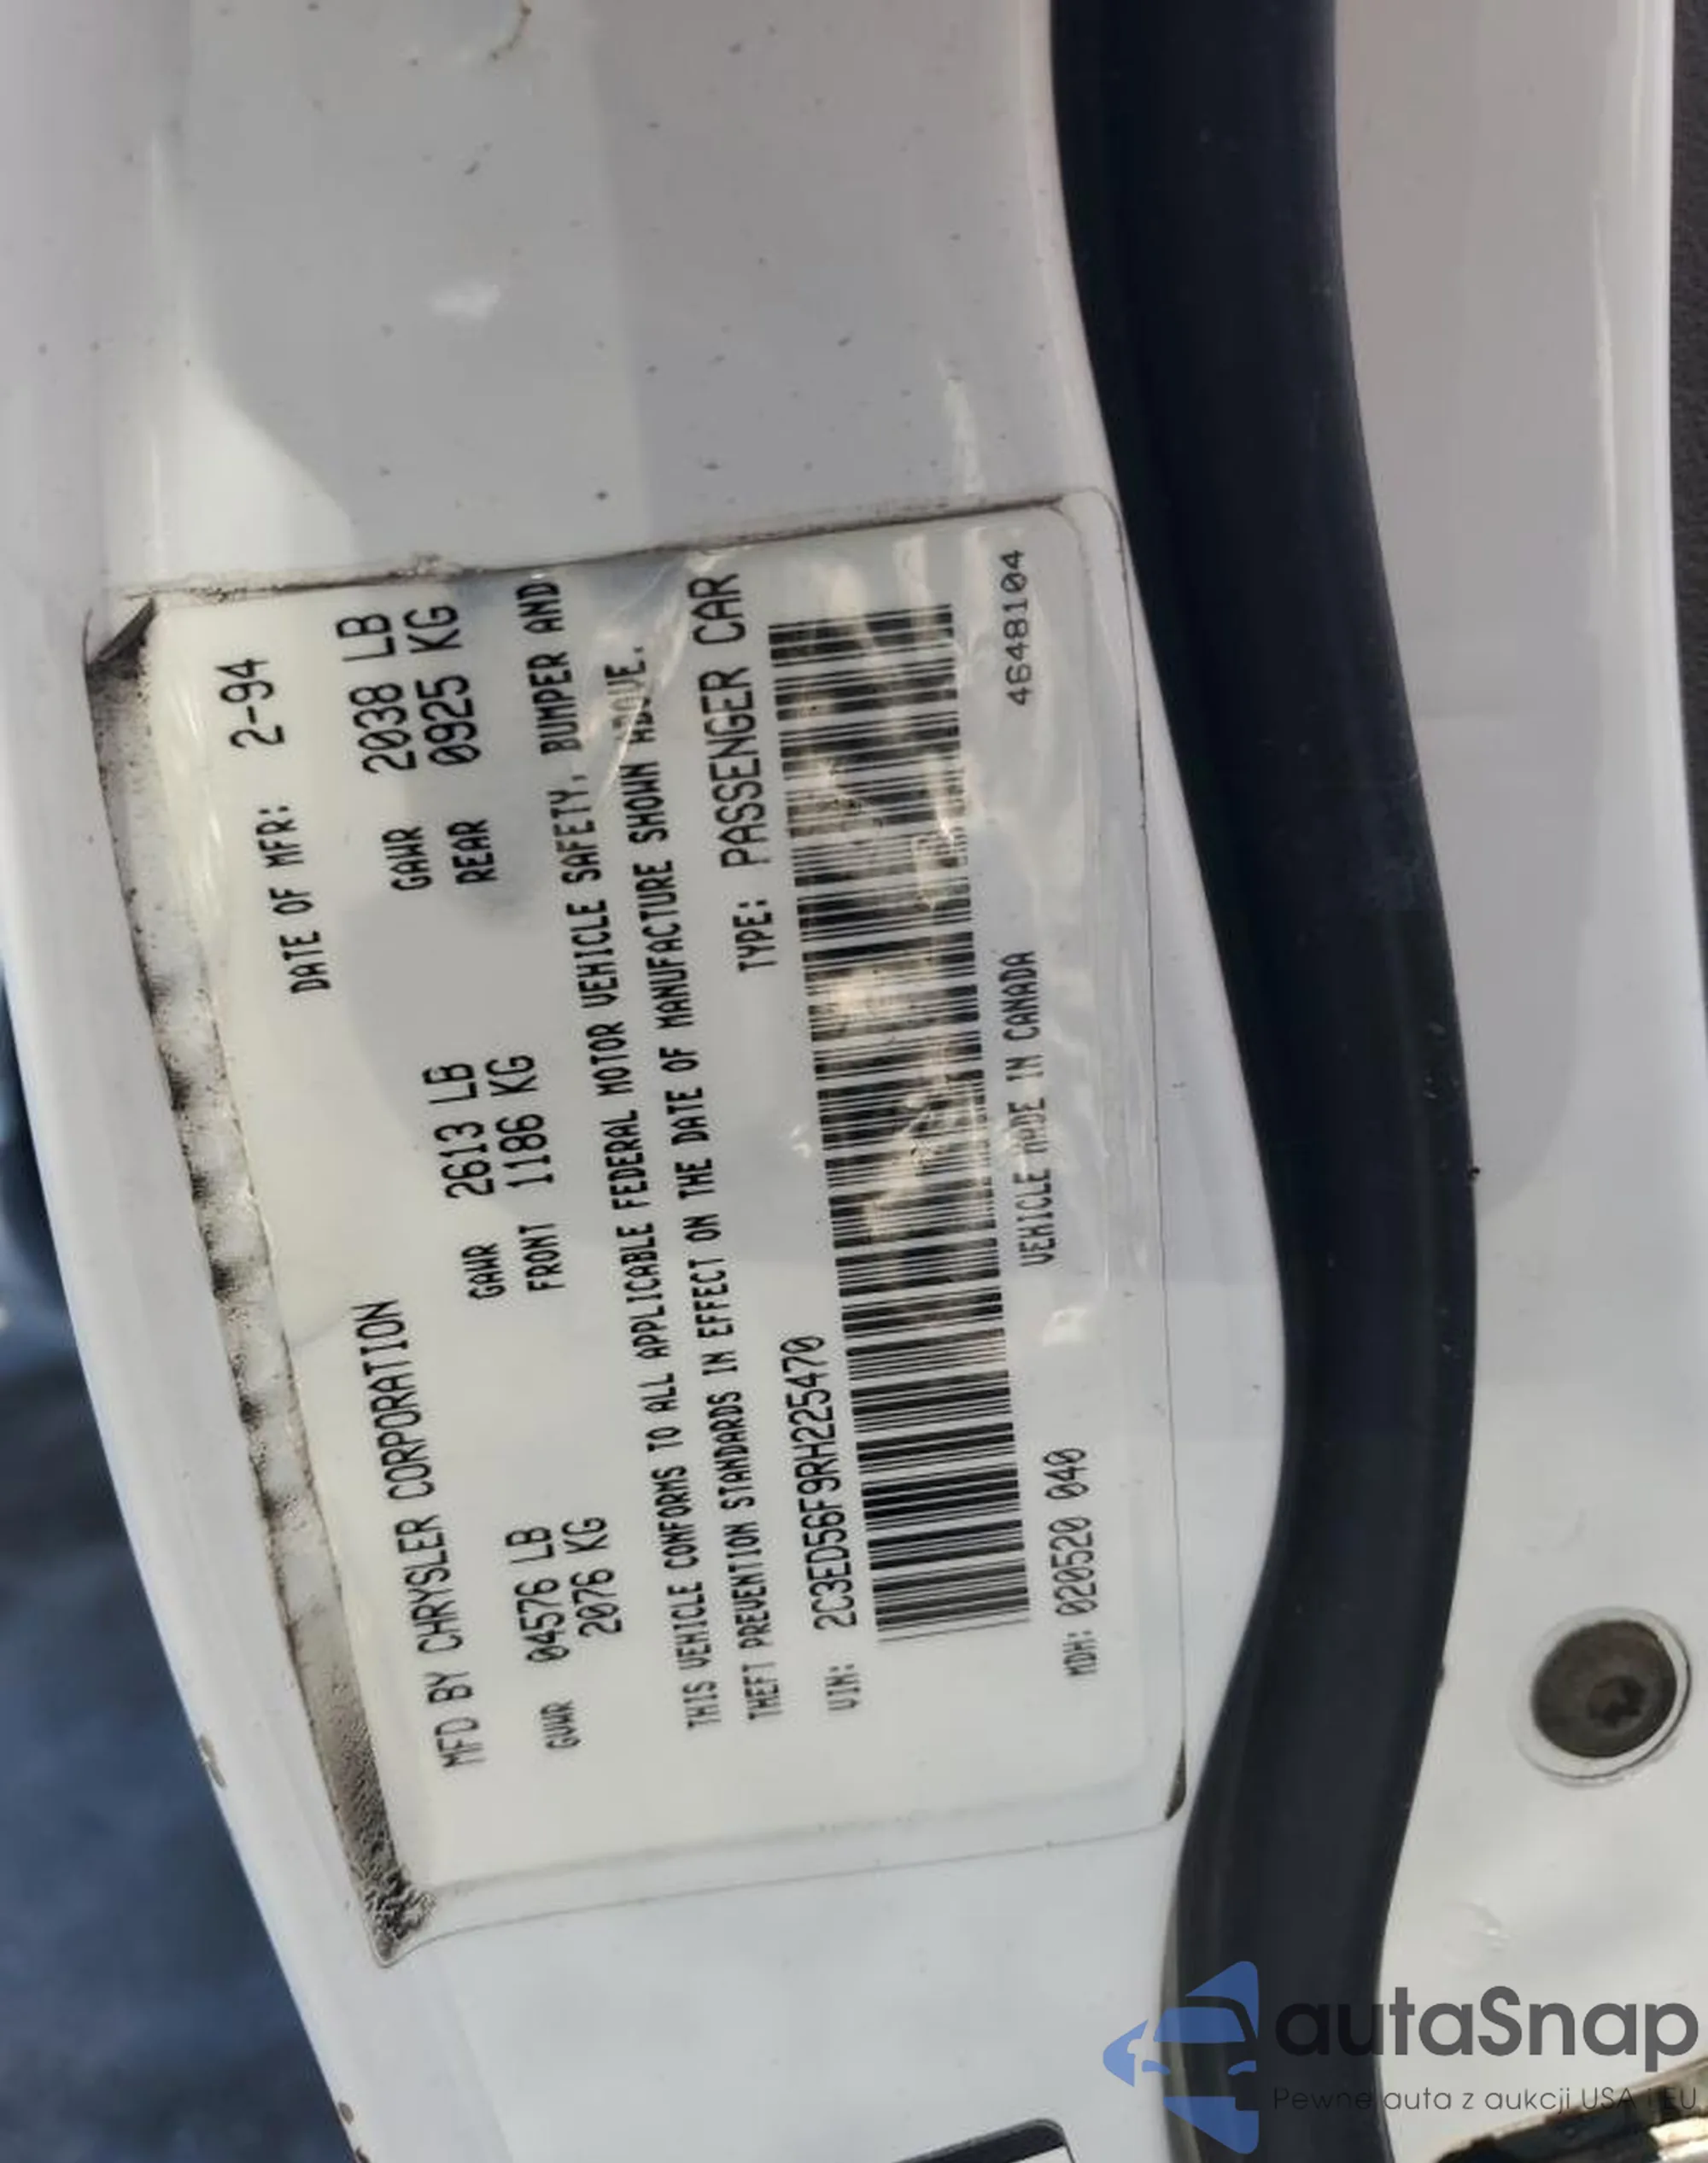 MFD BY CHRYSLER CORPORATION DATE OF MFR: 2-94
GVWR 04576 LB GAWR 2613 LB GAWR 2038 LB
2076 KG FRONT 1186 KG REAR 0925 KG
THIS VEHICLE CONFORMS TO ALL APPLICABLE FEDERAL MOTOR VEHICLE SAFETY, BUMPER AND
THEFT PREVENTION STANDARDS IN EFFECT ON THE DATE OF MANUFACTURE SHOWN ABOVE.
VIN: 2C3ED56F9RH225470 TYPE: PASSENGER CAR
MDH: 020520 040 VEHICLE MADE IN CANADA 4648104
autaSnap
Pewne auta z aukcji USA i EU